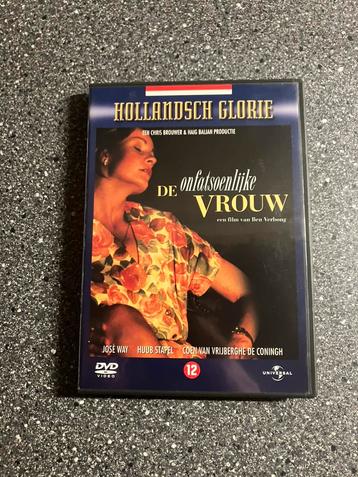 HOLLANDSCH GLORIE
EEN CHRIS BROUWER & HAIG BALIAN PRODUCTIE
DE onfatsoenlijke
VROUW
een film van Ben Verbong
JOSÉ WAY HUUB STAPEL COEN VAN VRIJBERGHE DE CONINGH
DVD
VIDEO
12
UNIVERSAL